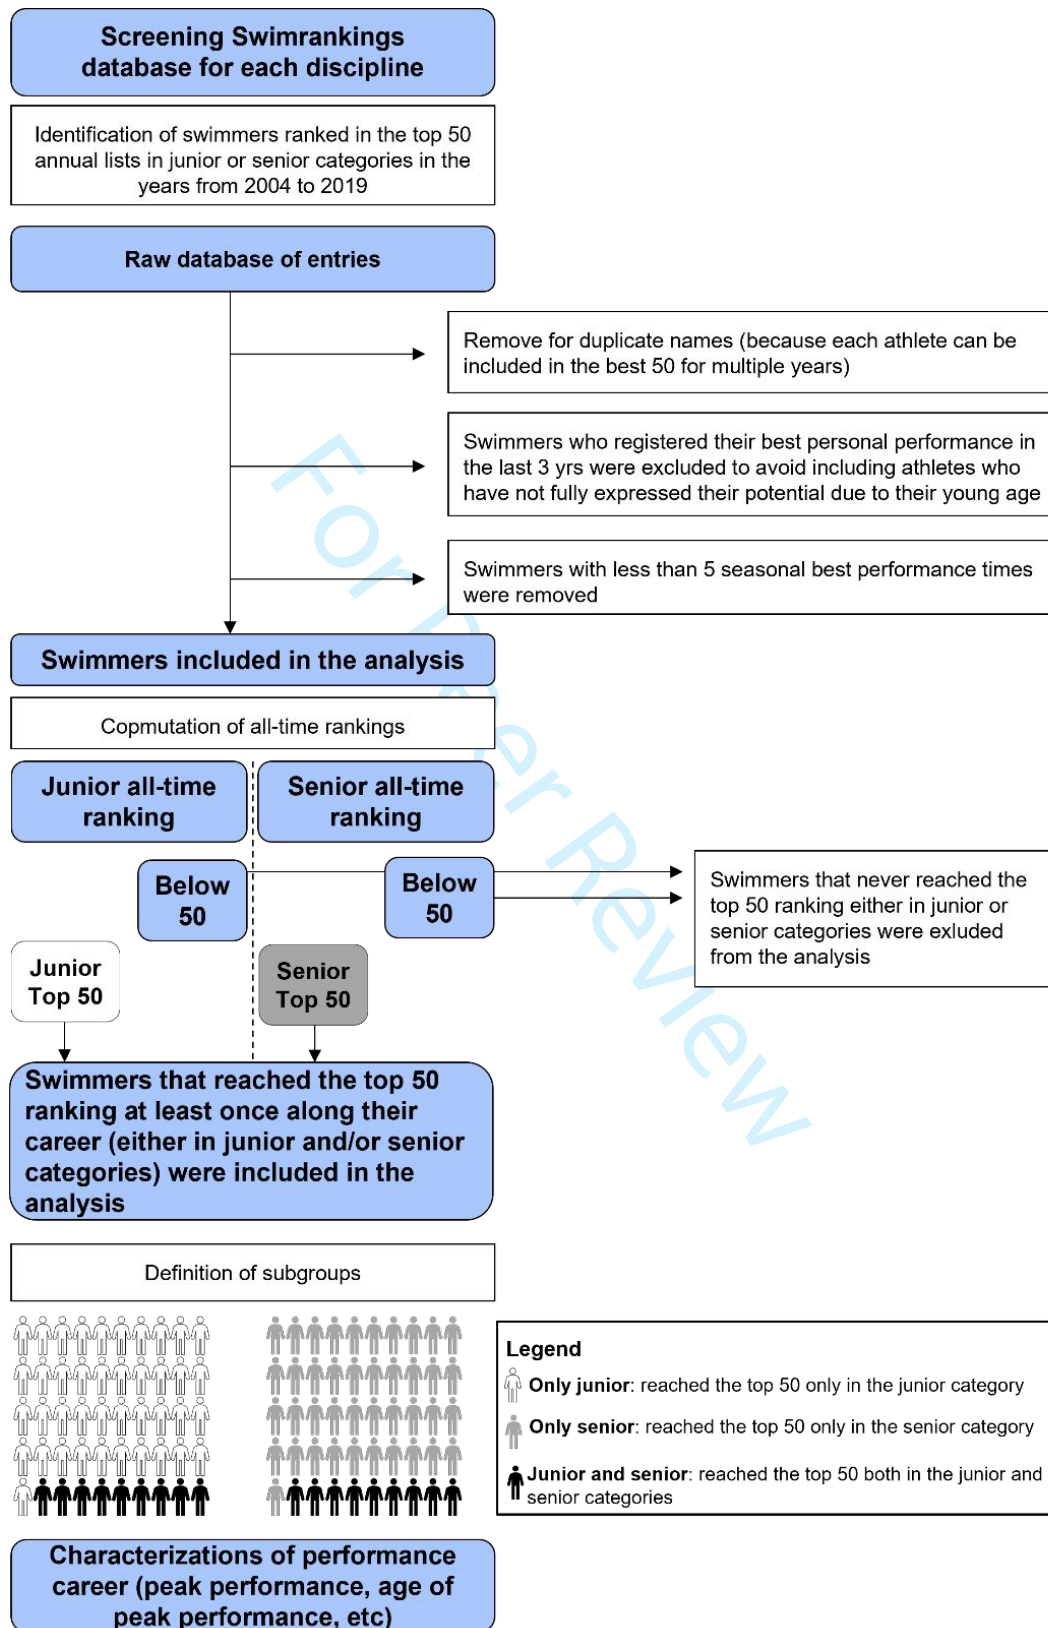 Screening Swimrankings
database for each discipline
Identification of swimmers ranked in the top 50
annual lists in junior or senior categories in the
years from 2004 to 2019
Raw database of entries
Remove for duplicate names (because each athlete can be
included in the best 50 for multiple years)
Swimmers who registered their best personal performance in
the last 3 yrs were excluded to avoid including athletes who
have not fully expressed their potential due to their young age
Swimmers with less than 5 seasonal best performance times
were removed
Swimmers included in the analysis
Copmutation of all-time rankings
Junior all-time
ranking
Senior all-time
ranking
Below
50
Below
50
Swimmers that never reached the
top 50 ranking either in junior or
senior categories were exluded
from the analysis
Junior
Top 50
Senior
Top 50
Swimmers that reached the top 50
ranking at least once along their
career (either in junior and/or senior
categories) were included in the
analysis
Definition of subgroups
Legend
Only junior: reached the top 50 only in the junior category
Only senior: reached the top 50 only in the senior category
Junior and senior: reached the top 50 both in the junior and
senior categories
Characterizations of performance
career (peak performance, age of
peak performance, etc)
For Peer Review